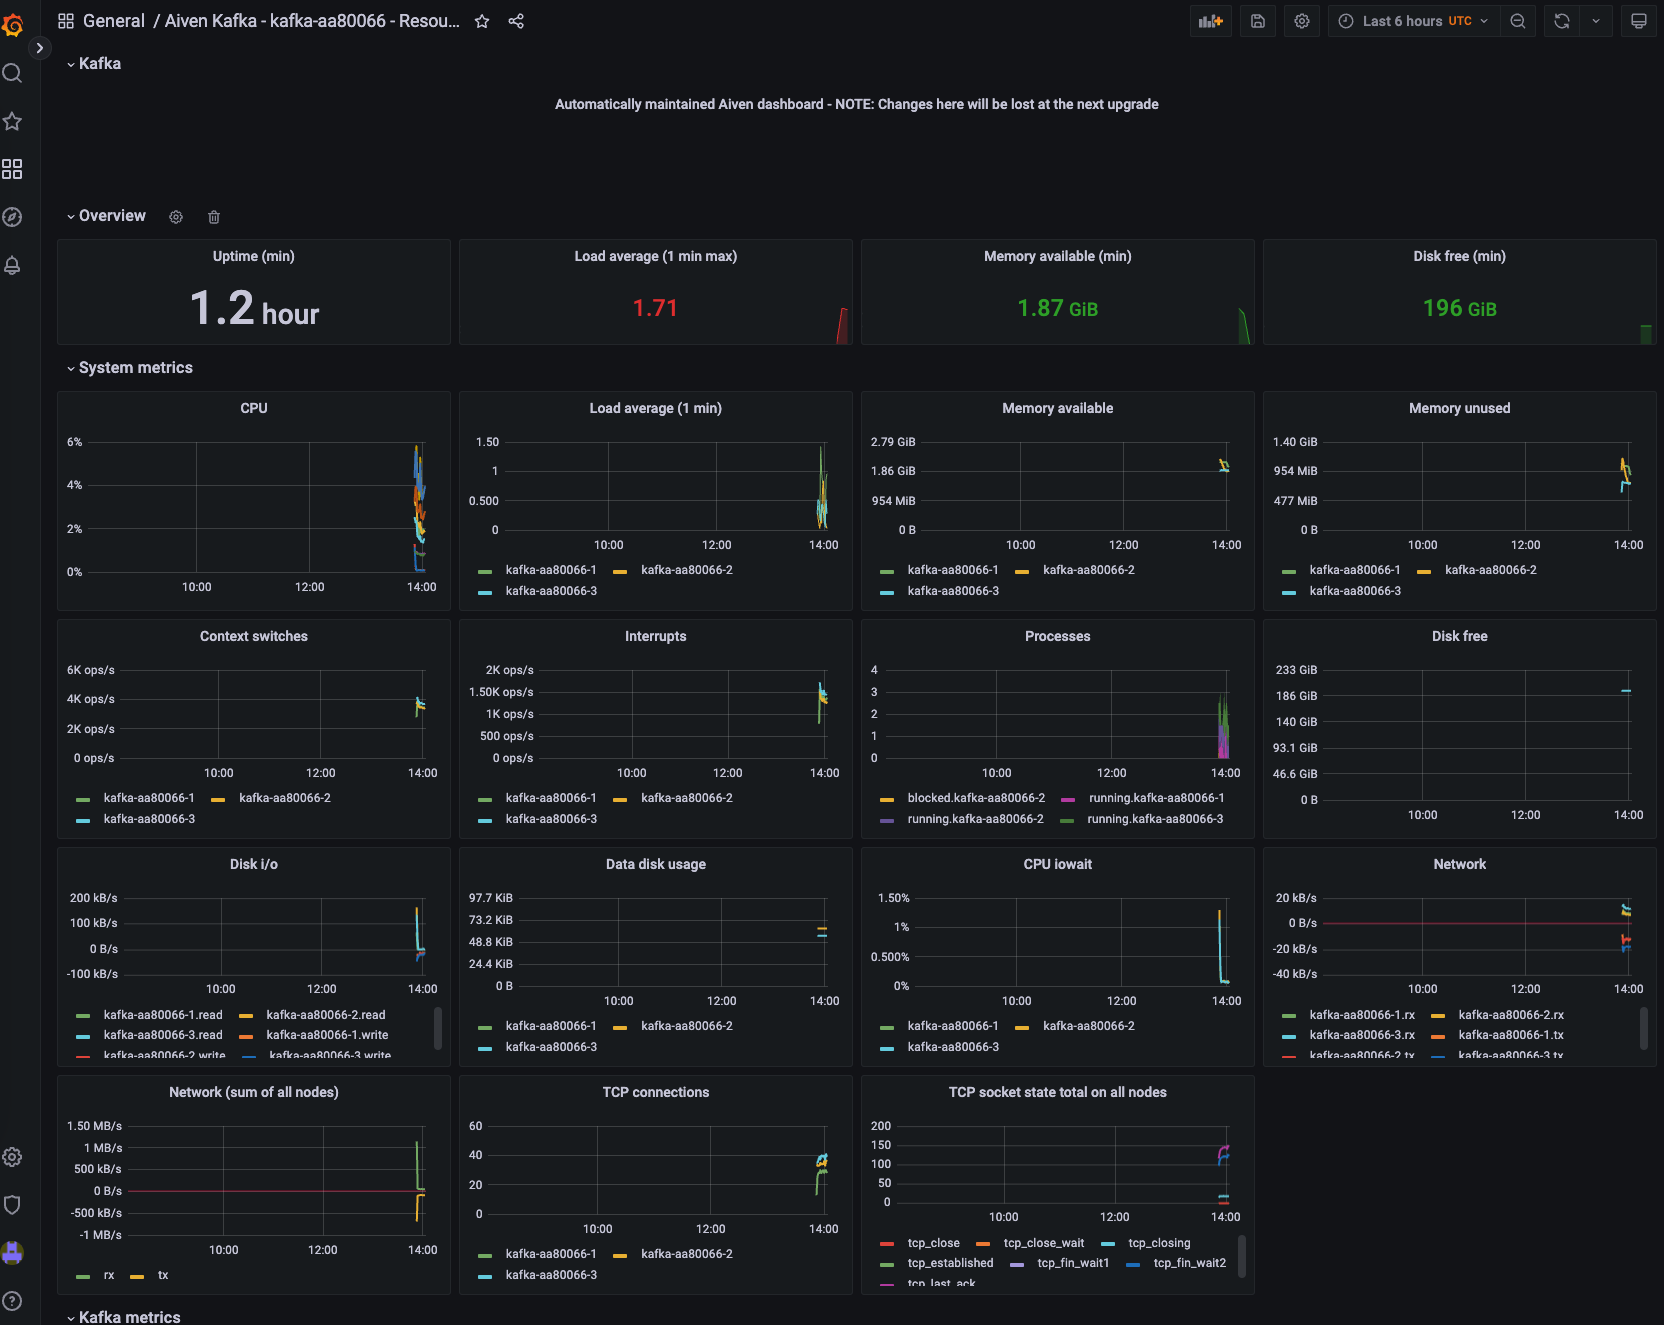 General / Aiven Kafka - kafka-aa80066 - Resou...
Last 6 hours UTC
Kafka
Automatically maintained Aiven dashboard - NOTE: Changes here will be lost at the next upgrade
Overview
Uptime (min)
1.2 hour
Load average (1 min max)
1.71
Memory available (min)
1.87 GiB
Disk free (min)
196 GiB
System metrics
CPU
6%
4%
2%
0%
10:00 12:00 14:00
Load average (1 min)
1.50
1
0.500
0
10:00 12:00 14:00
kafka-aa80066-1 kafka-aa80066-2
kafka-aa80066-3
Memory available
2.79 GiB
1.86 GiB
954 MiB
0 B
10:00 12:00 14:00
kafka-aa80066-1 kafka-aa80066-2
kafka-aa80066-3
Memory unused
1.40 GiB
954 MiB
477 MiB
0 B
10:00 12:00 14:00
kafka-aa80066-1 kafka-aa80066-2
kafka-aa80066-3
Context switches
6K ops/s
4K ops/s
2K ops/s
0 ops/s
10:00 12:00 14:00
kafka-aa80066-1 kafka-aa80066-2
kafka-aa80066-3
Interrupts
2K ops/s
1.50K ops/s
1K ops/s
500 ops/s
0 ops/s
10:00 12:00 14:00
kafka-aa80066-1 kafka-aa80066-2
kafka-aa80066-3
Processes
4
3
2
1
0
10:00 12:00 14:00
blocked.kafka-aa80066-2 running.kafka-aa80066-1
running.kafka-aa80066-2 running.kafka-aa80066-3
Disk free
233 GiB
186 GiB
140 GiB
93.1 GiB
46.6 GiB
0 B
10:00 12:00 14:00
Disk i/o
200 kB/s
100 kB/s
0 B/s
-100 kB/s
10:00 12:00 14:00
kafka-aa80066-1.read kafka-aa80066-2.read
kafka-aa80066-3.read kafka-aa80066-1.write
kafka-aa80066-2.write kafka-aa80066-3.write
Data disk usage
97.7 KiB
73.2 KiB
48.8 KiB
24.4 KiB
0 B
10:00 12:00 14:00
kafka-aa80066-1 kafka-aa80066-2
kafka-aa80066-3
CPU iowait
1.50%
1%
0.500%
0%
10:00 12:00 14:00
kafka-aa80066-1 kafka-aa80066-2
kafka-aa80066-3
Network
20 kB/s
0 B/s
-20 kB/s
-40 kB/s
10:00 12:00 14:00
kafka-aa80066-1.rx kafka-aa80066-2.rx
kafka-aa80066-3.rx kafka-aa80066-1.tx
kafka-aa80066-2.tx kafka-aa80066-3.tx
Network (sum of all nodes)
1.50 MB/s
1 MB/s
500 kB/s
0 B/s
-500 kB/s
-1 MB/s
10:00 12:00 14:00
rx tx
TCP connections
60
40
20
0
10:00 12:00 14:00
kafka-aa80066-1 kafka-aa80066-2
kafka-aa80066-3
TCP socket state total on all nodes
200
150
100
50
0
10:00 12:00 14:00
tcp_close tcp_close_wait tcp_closing
tcp_established tcp_fin_wait1 tcp_fin_wait2
tcp_last_ack
Kafka metrics